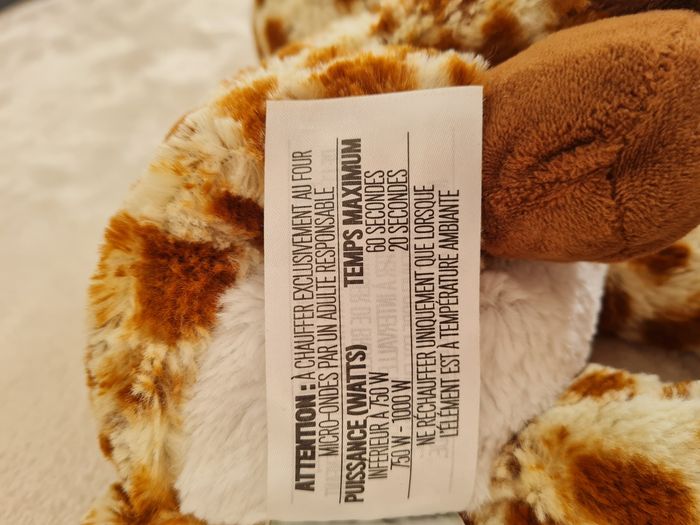 ATTENTION : À CHAUFFER EXCLUSIVEMENT AU FOUR
MICRO-ONDES PAR UN ADULTE RESPONSABLE
PUISSANCE (WATTS) TEMPS MAXIMUM
INFÉRIEUR À 750 W 60 SECONDES
750 W - 1000 W 20 SECONDES
NE RÉCHAUFFER UNIQUEMENT QUE LORSQUE
L'ÉLÉMENT EST À TEMPÉRATURE AMBIANTE